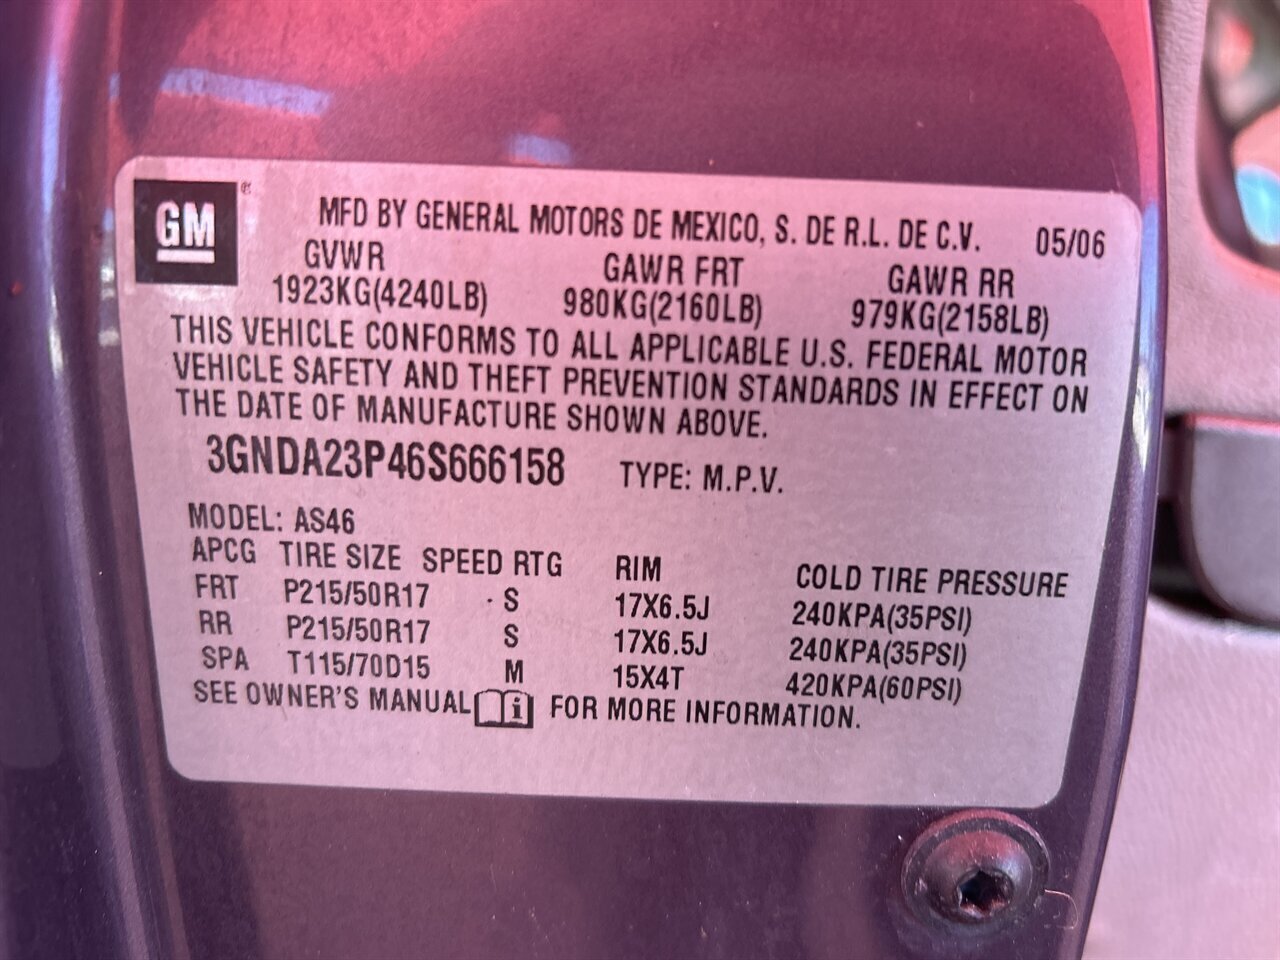 GM ®
MFD BY GENERAL MOTORS DE MEXICO, S. DE R.L. DE C.V. 05/06
GVWR GAWR FRT GAWR RR
1923KG(4240LB) 980KG(2160LB) 979KG(2158LB)
THIS VEHICLE CONFORMS TO ALL APPLICABLE U.S. FEDERAL MOTOR
VEHICLE SAFETY AND THEFT PREVENTION STANDARDS IN EFFECT ON
THE DATE OF MANUFACTURE SHOWN ABOVE.
3GNDA23P46S666158 TYPE: M.P.V.
MODEL: AS46
APCG TIRE SIZE SPEED RTG RIM COLD TIRE PRESSURE
FRT P215/50R17 S 17X6.5J 240KPA(35PSI)
RR P215/50R17 S 17X6.5J 240KPA(35PSI)
SPA T115/70D15 M 15X4T 420KPA(60PSI)
SEE OWNER'S MANUAL i FOR MORE INFORMATION.